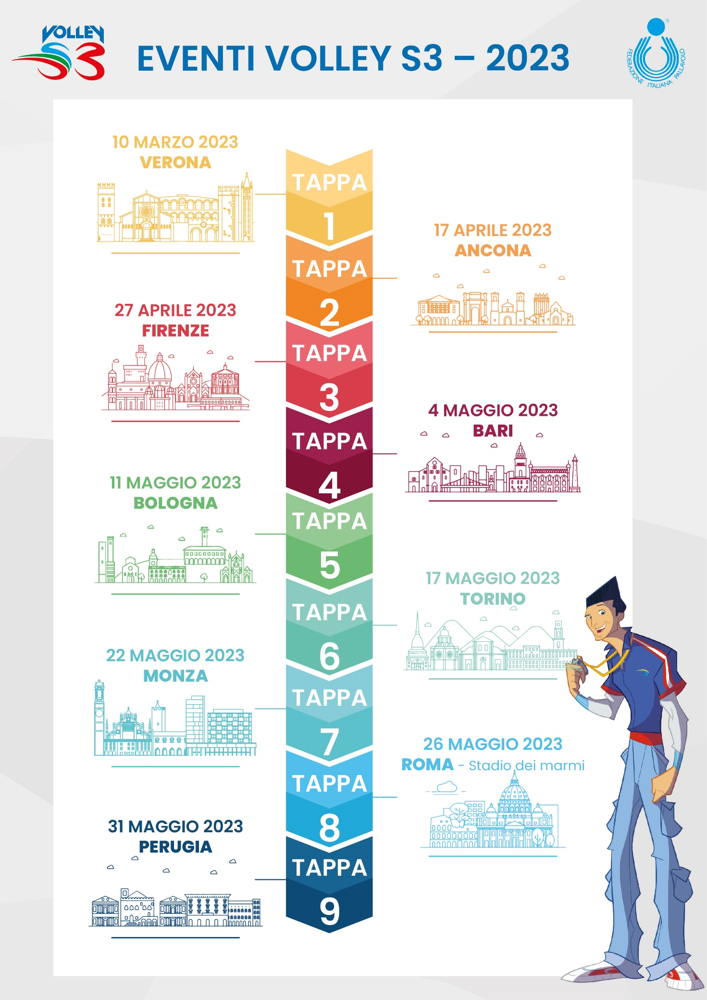 VOLLEY
S3
EVENTI VOLLEY S3 – 2023
FEDERAZIONE ITALIANA PALLAVOLO
10 MARZO 2023
VERONA
TAPPA
1
17 APRILE 2023
ANCONA
TAPPA
2
27 APRILE 2023
FIRENZE
TAPPA
3
4 MAGGIO 2023
BARI
TAPPA
4
11 MAGGIO 2023
BOLOGNA
TAPPA
5
17 MAGGIO 2023
TORINO
TAPPA
6
22 MAGGIO 2023
MONZA
TAPPA
7
26 MAGGIO 2023
ROMA - Stadio dei marmi
TAPPA
8
31 MAGGIO 2023
PERUGIA
TAPPA
9